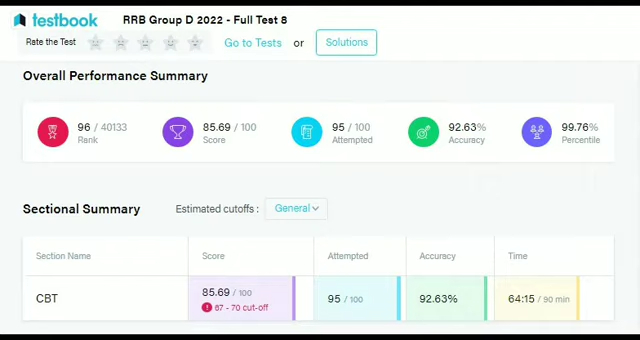 testbook RRB Group D 2022 - Full Test 8
Rate the Test Go to Tests or Solutions
Overall Performance Summary
96 / 40133 85.69 / 100 95 / 100 92.63% 99.76%
Rank Score Attempted Accuracy Percentile
Sectional Summary Estimated cutoffs : General
Section Name Score Attempted Accuracy Time
CBT 85.69 / 100 95 / 100 92.63% 64:15 / 90 min
! 67 - 70 cut-off